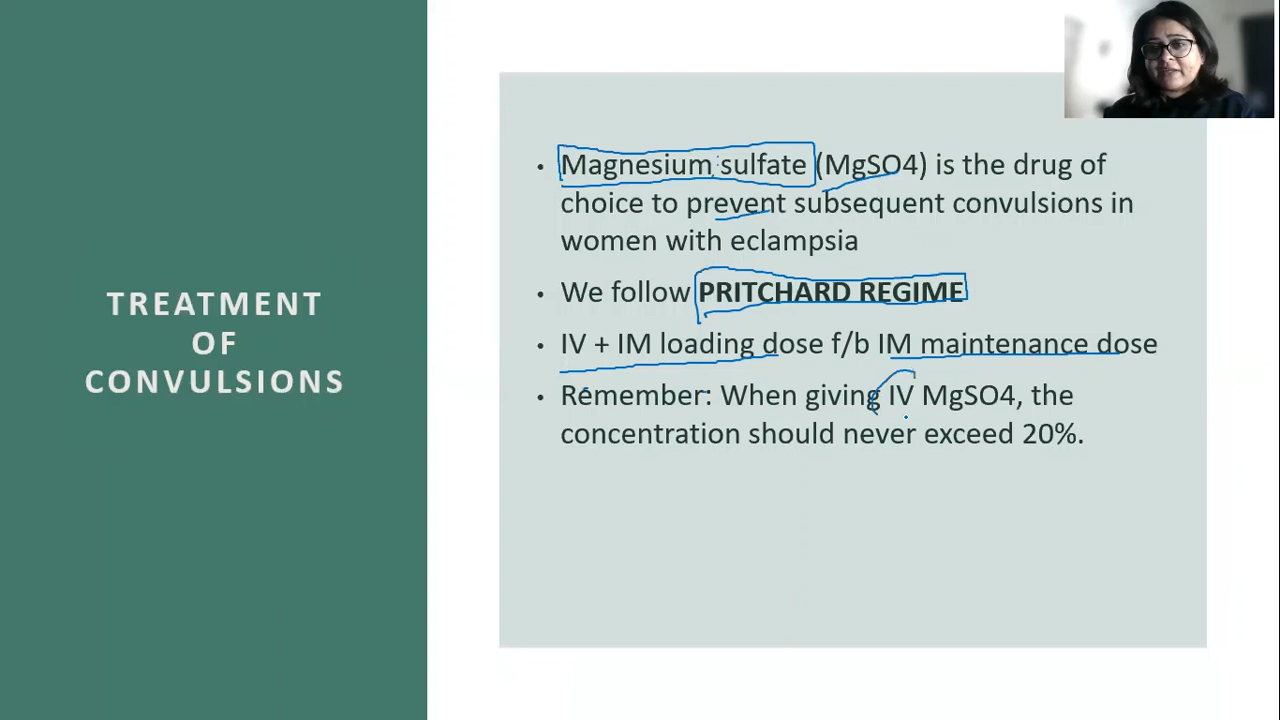 TREATMENT
OF
CONVULSIONS
• Magnesium sulfate (MgSO4) is the drug of
choice to prevent subsequent convulsions in
women with eclampsia
• We follow PRITCHARD REGIME
• IV + IM loading dose f/b IM maintenance dose
• Remember: When giving IV MgSO4, the
concentration should never exceed 20%.